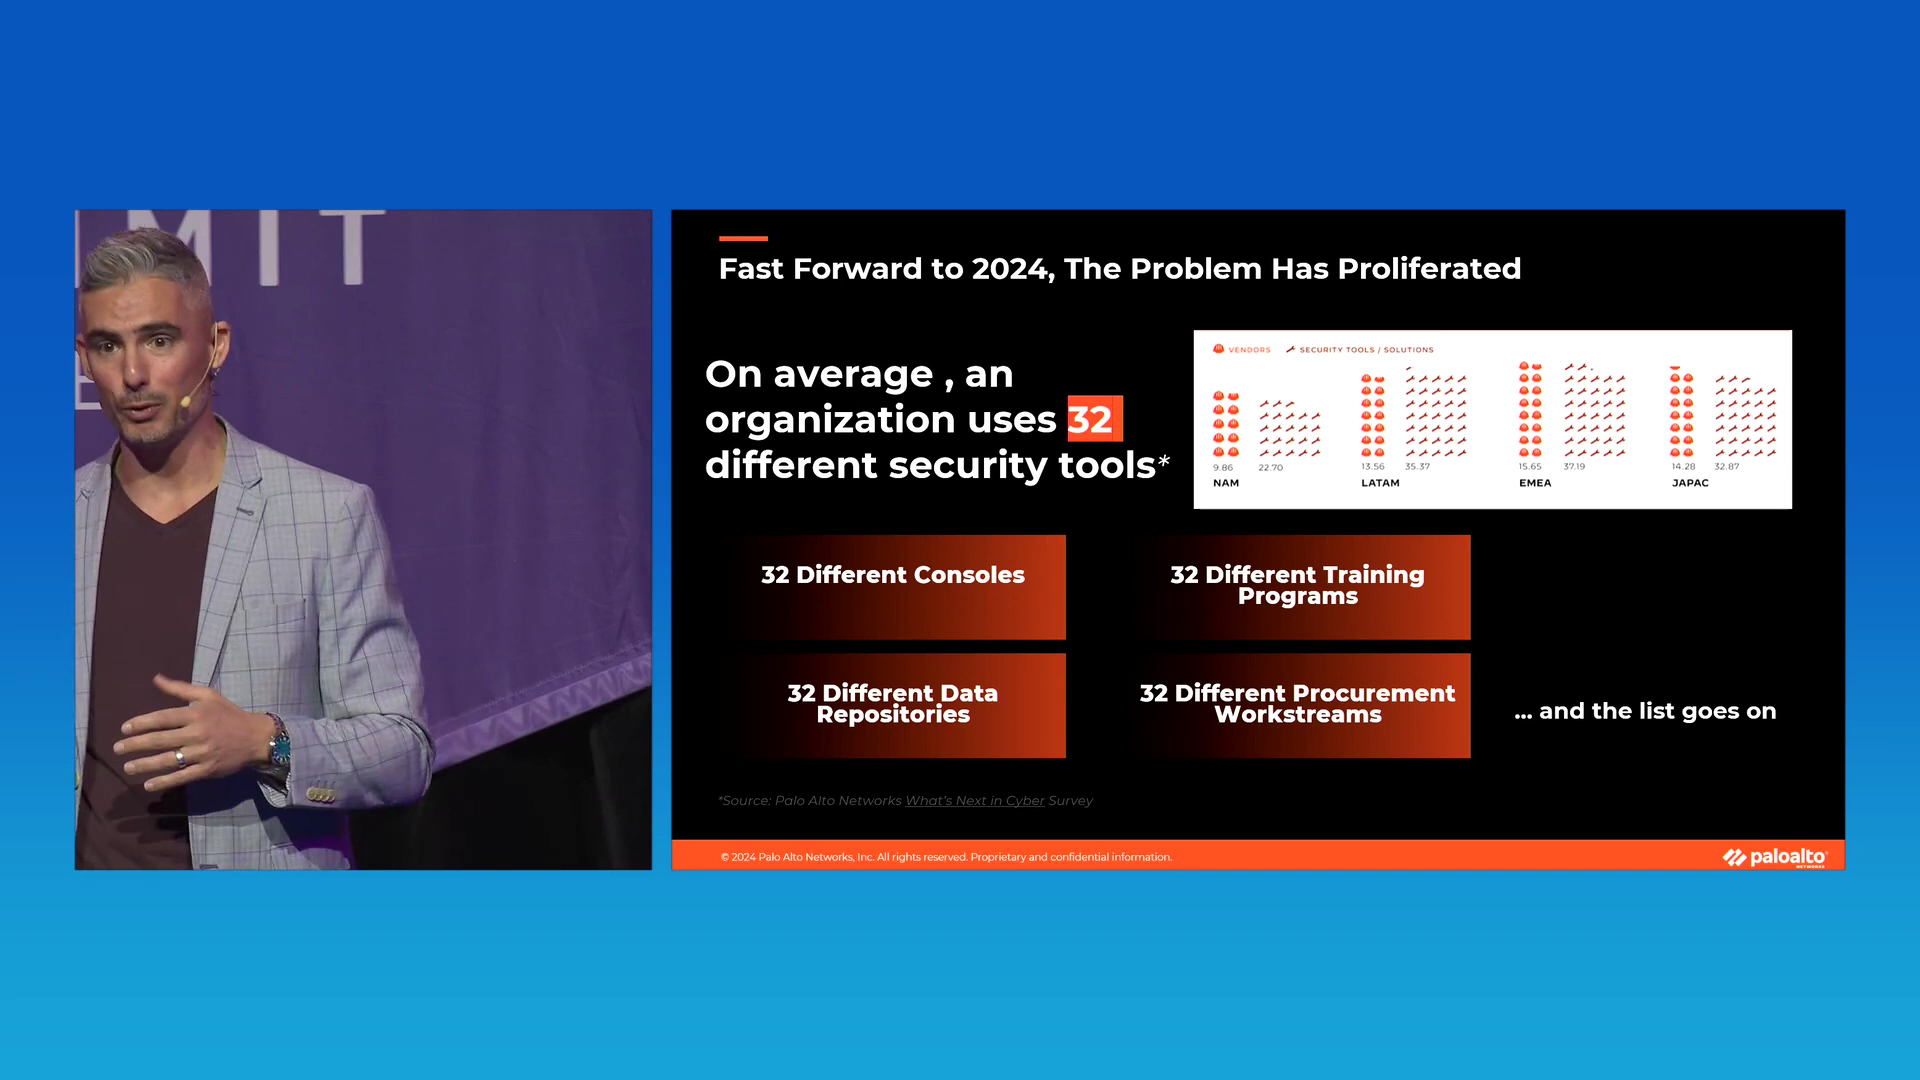 MIT
E
Fast Forward to 2024, The Problem Has Proliferated
On average , an
organization uses 32
different security tools*
VENDORS SECURITY TOOLS / SOLUTIONS
9.86 22.70 13.56 35.37 15.65 37.19 14.28 32.87
NAM LATAM EMEA JAPAC
32 Different Consoles
32 Different Training
Programs
32 Different Data
Repositories
32 Different Procurement
Workstreams
... and the list goes on
*Source: Palo Alto Networks What's Next in Cyber Survey
© 2024 Palo Alto Networks, Inc. All rights reserved. Proprietary and confidential information.
paloalto
NETWORKS